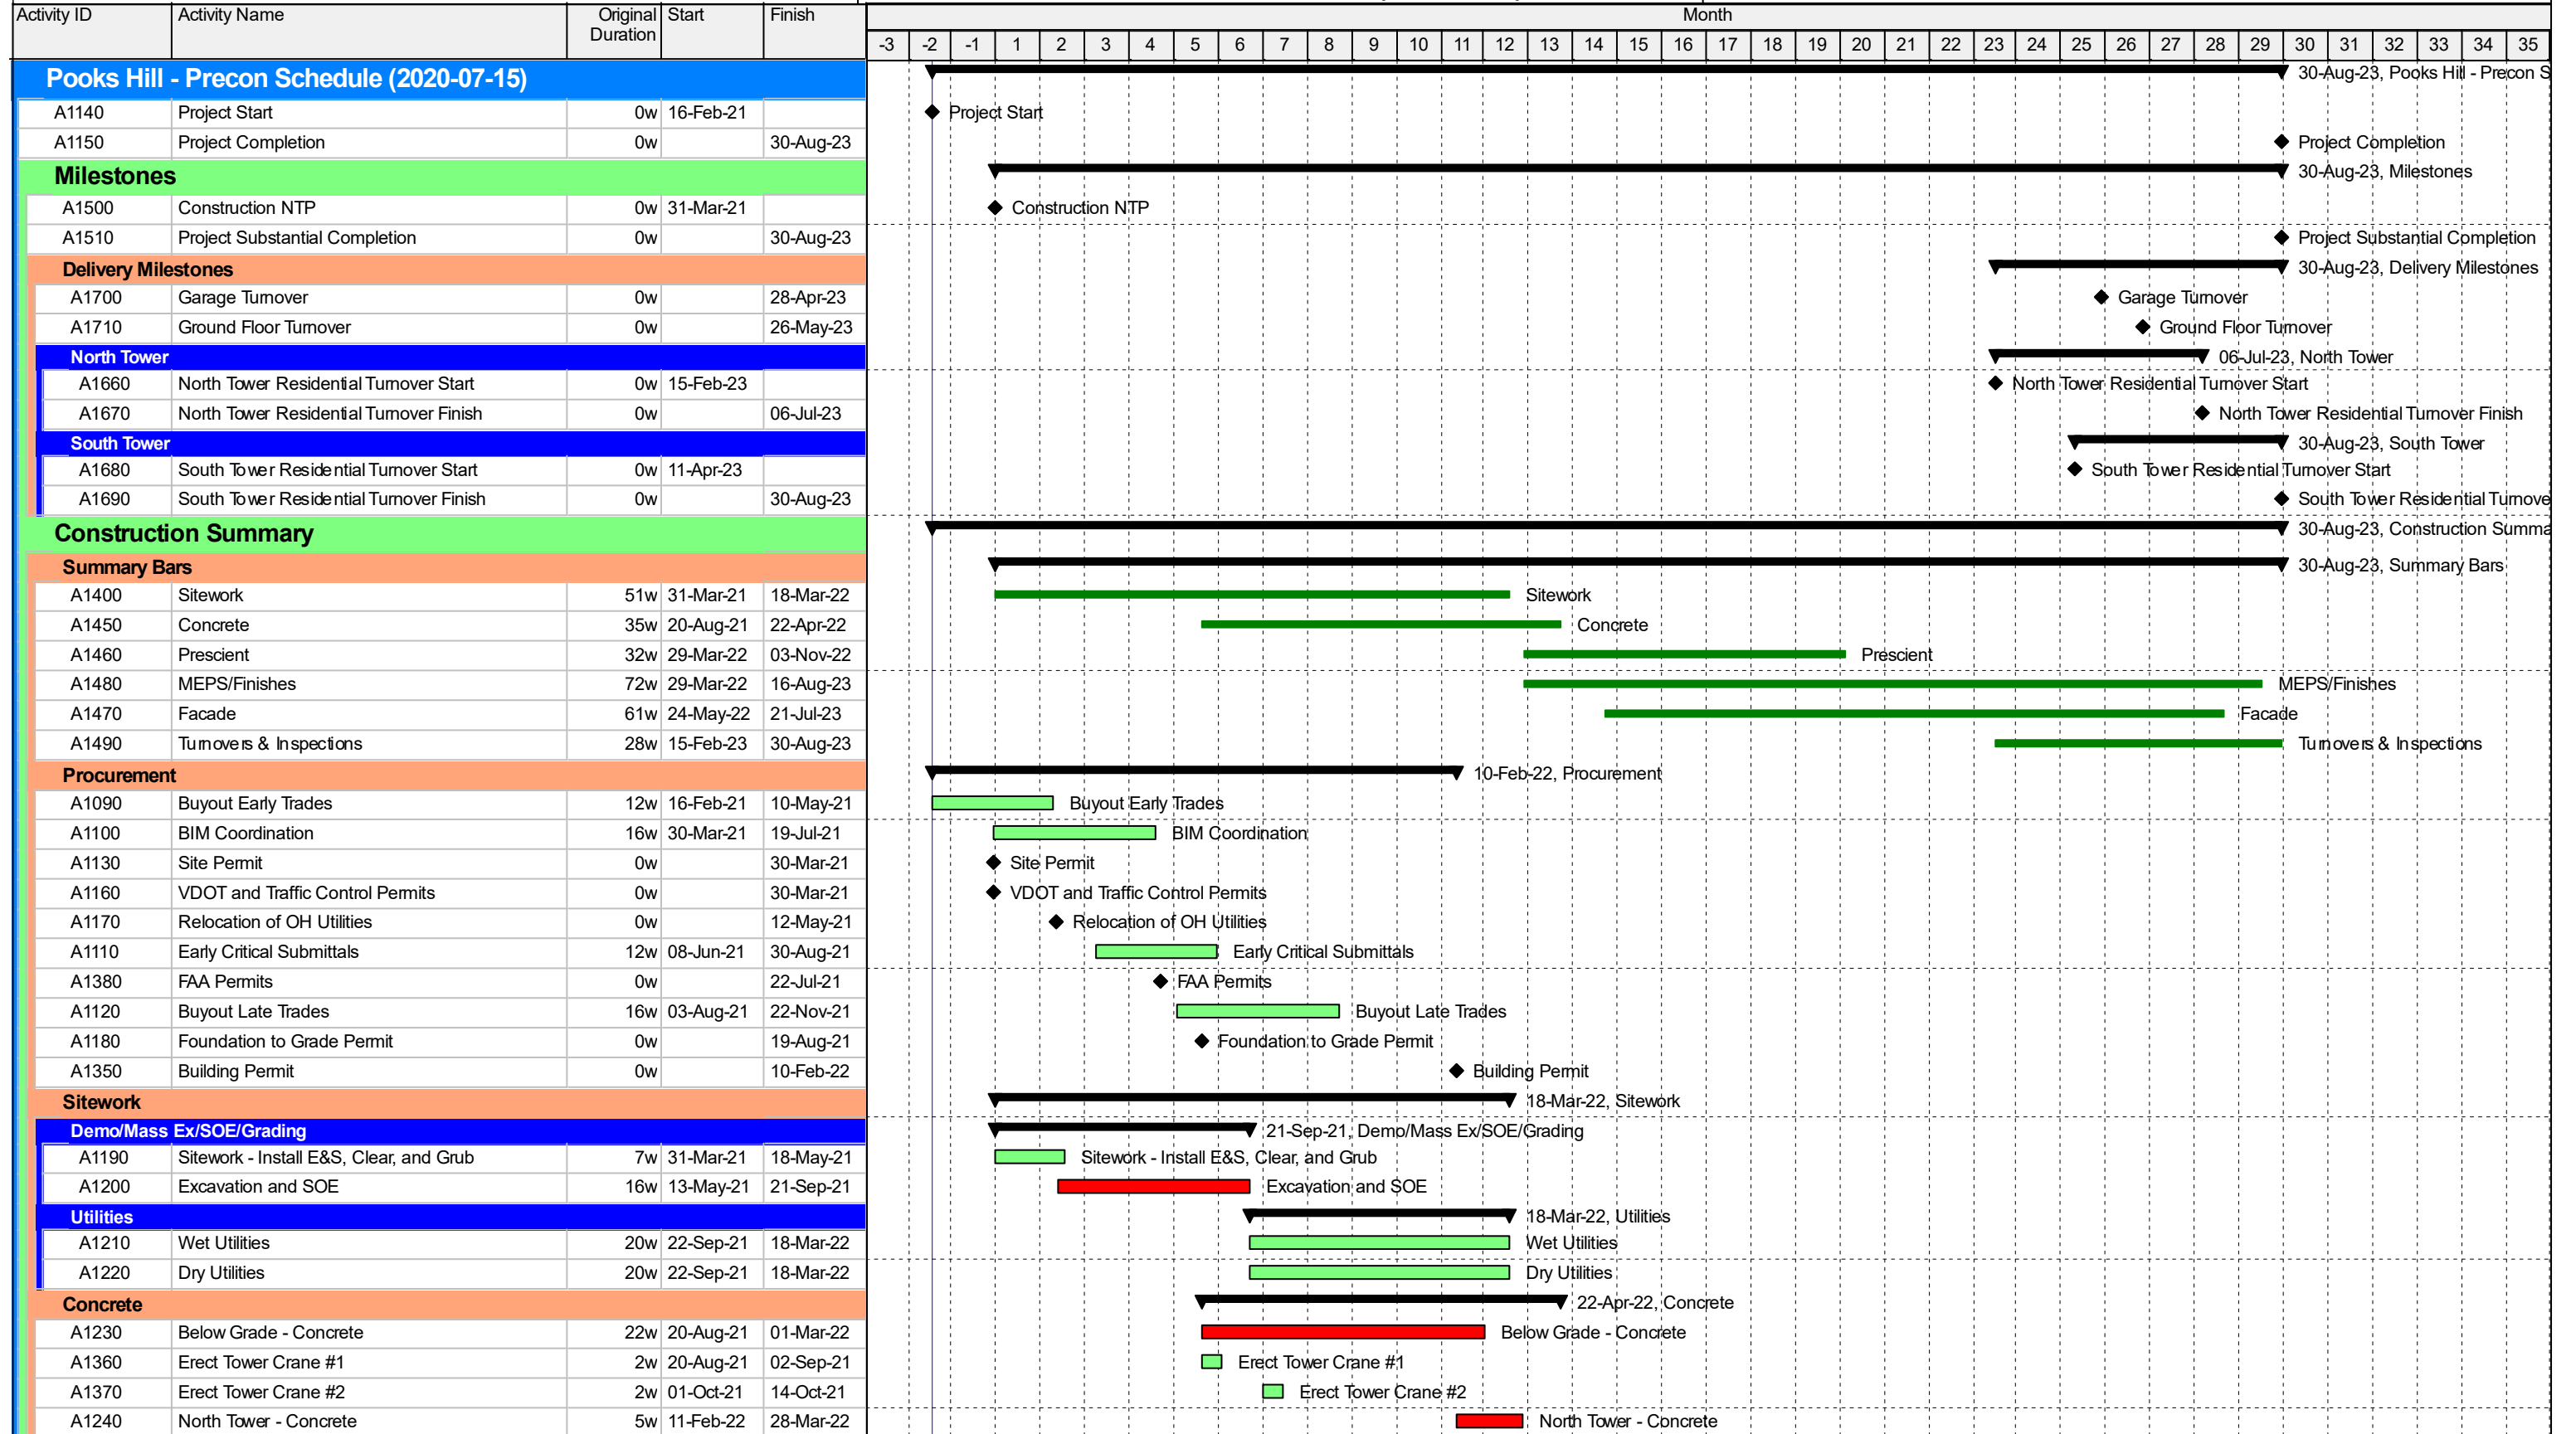 Activity ID Activity Name Original Duration Start Finish Month
-3 -2 -1 1 2 3 4 5 6 7 8 9 10 11 12 13 14 15 16 17 18 19 20 21 22 23 24 25 26 27 28 29 30 31 32 33 34 35
Pooks Hill - Precon Schedule (2020-07-15) 30-Aug-23, Pooks Hill - Precon S
A1140 Project Start 0w 16-Feb-21 Project Start
A1150 Project Completion 0w 30-Aug-23 Project Completion
Milestones 30-Aug-23, Milestones
A1500 Construction NTP 0w 31-Mar-21 Construction NTP
A1510 Project Substantial Completion 0w 30-Aug-23 Project Substantial Completion
Delivery Milestones 30-Aug-23, Delivery Milestones
A1700 Garage Turnover 0w 28-Apr-23 Garage Turnover
A1710 Ground Floor Turnover 0w 26-May-23 Ground Floor Turnover
North Tower 06-Jul-23, North Tower
A1660 North Tower Residential Turnover Start 0w 15-Feb-23 North Tower Residential Turnover Start
A1670 North Tower Residential Turnover Finish 0w 06-Jul-23 North Tower Residential Turnover Finish
South Tower 30-Aug-23, South Tower
A1680 South Tower Residential Turnover Start 0w 11-Apr-23 South Tower Residential Turnover Start
A1690 South Tower Residential Turnover Finish 0w 30-Aug-23 South Tower Residential Turnove
Construction Summary 30-Aug-23, Construction Summa
Summary Bars 30-Aug-23, Summary Bars
A1400 Sitework 51w 31-Mar-21 18-Mar-22 Sitework
A1450 Concrete 35w 20-Aug-21 22-Apr-22 Concrete
A1460 Prescient 32w 29-Mar-22 03-Nov-22 Prescient
A1480 MEPS/Finishes 72w 29-Mar-22 16-Aug-23 MEPS/Finishes
A1470 Facade 61w 24-May-22 21-Jul-23 Facade
A1490 Turnovers & Inspections 28w 15-Feb-23 30-Aug-23 Turnovers & Inspections
Procurement 10-Feb-22, Procurement
A1090 Buyout Early Trades 12w 16-Feb-21 10-May-21 Buyout Early Trades
A1100 BIM Coordination 16w 30-Mar-21 19-Jul-21 BIM Coordination
A1130 Site Permit 0w 30-Mar-21 Site Permit
A1160 VDOT and Traffic Control Permits 0w 30-Mar-21 VDOT and Traffic Control Permits
A1170 Relocation of OH Utilities 0w 12-May-21 Relocation of OH Utilities
A1110 Early Critical Submittals 12w 08-Jun-21 30-Aug-21 Early Critical Submittals
A1380 FAA Permits 0w 22-Jul-21 FAA Permits
A1120 Buyout Late Trades 16w 03-Aug-21 22-Nov-21 Buyout Late Trades
A1180 Foundation to Grade Permit 0w 19-Aug-21 Foundation to Grade Permit
A1350 Building Permit 0w 10-Feb-22 Building Permit
Sitework 18-Mar-22, Sitework
Demo/Mass Ex/SOE/Grading 21-Sep-21, Demo/Mass Ex/SOE/Grading
A1190 Sitework - Install E&S, Clear, and Grub 7w 31-Mar-21 18-May-21 Sitework - Install E&S, Clear, and Grub
A1200 Excavation and SOE 16w 13-May-21 21-Sep-21 Excavation and SOE
Utilities 18-Mar-22, Utilities
A1210 Wet Utilities 20w 22-Sep-21 18-Mar-22 Wet Utilities
A1220 Dry Utilities 20w 22-Sep-21 18-Mar-22 Dry Utilities
Concrete 22-Apr-22, Concrete
A1230 Below Grade - Concrete 22w 20-Aug-21 01-Mar-22 Below Grade - Concrete
A1360 Erect Tower Crane #1 2w 20-Aug-21 02-Sep-21 Erect Tower Crane #1
A1370 Erect Tower Crane #2 2w 01-Oct-21 14-Oct-21 Erect Tower Crane #2
A1240 North Tower - Concrete 5w 11-Feb-22 28-Mar-22 North Tower - Concrete